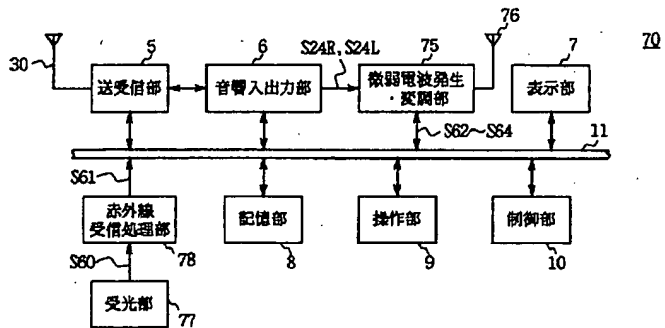 76
5
6
S24R, S24L
75
7
70
30
送受信部
音響入出力部
微弱電波発生
変調部
表示部
S62~S64
11
S61
赤外線
受信処理部
記憶部
操作部
制御部
78
8
9
10
S60
受光部
77